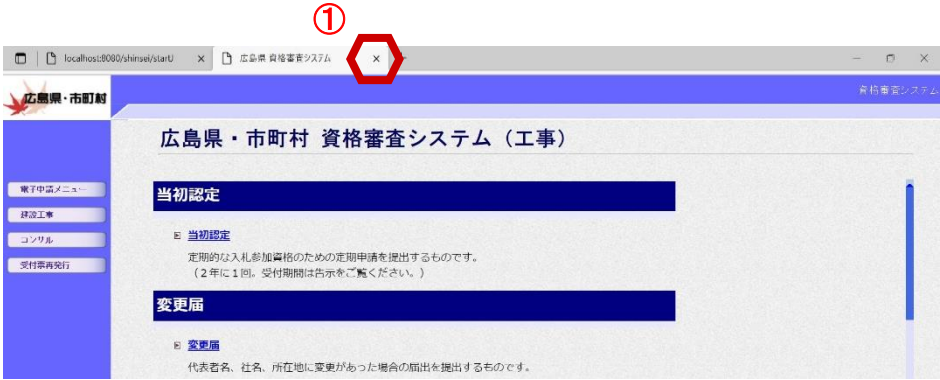 ①
localhost:8080/shinsei/startU
広島県 資格審査システム
広島県・市町村
資格審査システム
広島県・市町村 資格審査システム（工事）
電子申請メニュー
建設工事
コンサル
受付票再発行
当初認定
当初認定
定期的な入札参加資格のための定期申請を提出するものです。
（２年に１回。受付期間は告示をご覧ください。）
変更届
変更届
代表者名、社名、所在地に変更があった場合の届出を提出するものです。